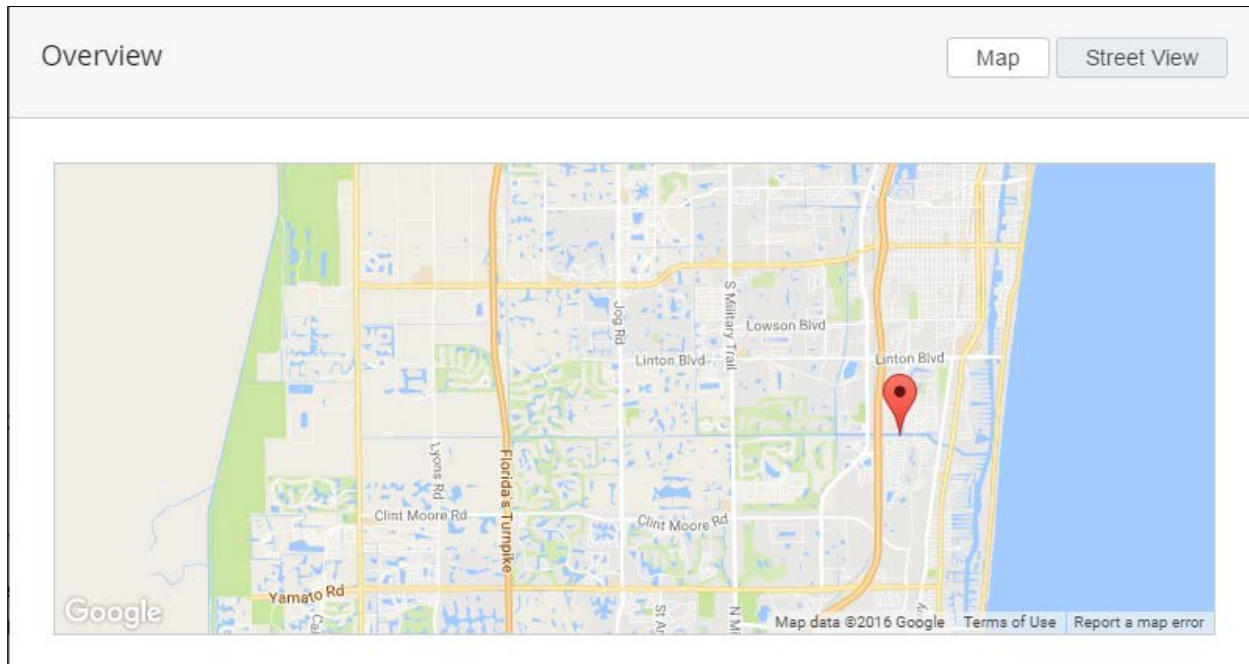 Overview
Map
Street View
Jog Rd
S Military Trail
Lowson Blvd
Linton Blvd
Linton Blvd
Lyons Rd
Florida's Turnpike
Clint Moore Rd
Clint Moore Rd
Yamato Rd
Google
Map data ©2016 Google
Terms of Use
Report a map error